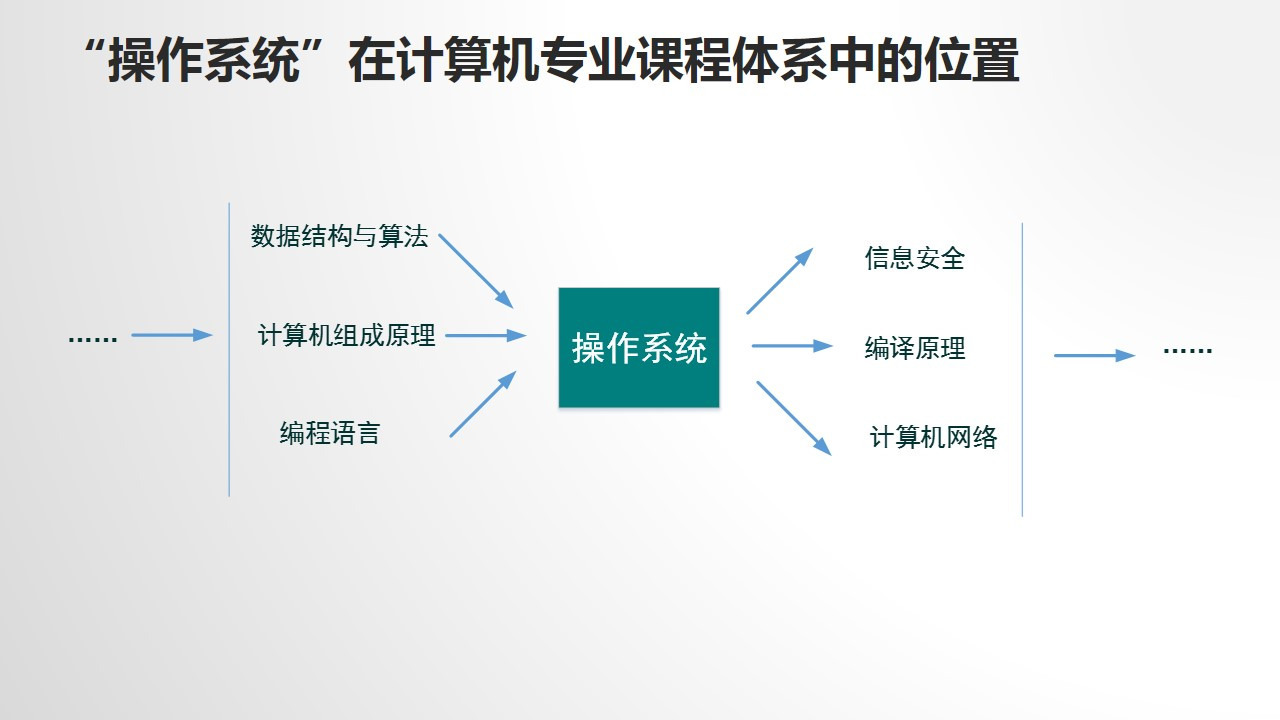 “操作系统”在计算机专业课程体系中的位置
数据结构与算法
计算机组成原理
编程语言
……
操作系统
信息安全
编译原理
计算机网络
……